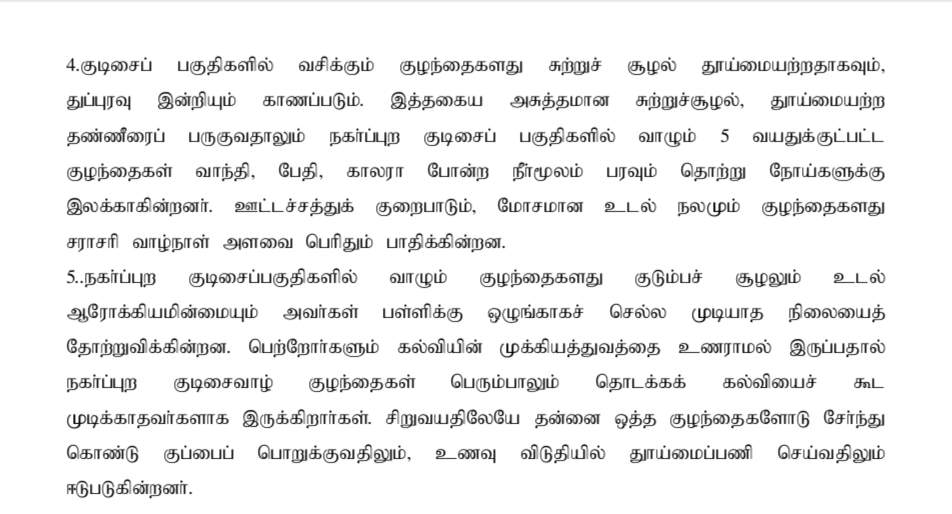 4.குடிசைப் பகுதிகளில் வசிக்கும் குழந்தைகளது சுற்றுச் சூழல் தூய்மையற்றதாகவும்,
துப்புரவு இன்றியும் காணப்படும். இத்தகைய அசுத்தமான சுற்றுச்சூழல், தூய்மையற்ற
தண்ணீரைப் பருகுவதாலும் நகர்ப்புற குடிசைப் பகுதிகளில் வாழும் 5 வயதுக்குட்பட்ட
குழந்தைகள் வாந்தி, பேதி, காலரா போன்ற நீர்மூலம் பரவும் தொற்று நோய்களுக்கு
இலக்காகின்றனர். ஊட்டச்சத்துக் குறைபாடும், மோசமான உடல் நலமும் குழந்தைகளது
சராசரி வாழ்நாள் அளவை பெரிதும் பாதிக்கின்றன.
5..நகர்ப்புற குடிசைப்பகுதிகளில் வாழும் குழந்தைகளது குடும்பச் சூழலும் உடல்
ஆரோக்கியமின்மையும் அவர்கள் பள்ளிக்கு ஒழுங்காகச் செல்ல முடியாத நிலையைத்
தோற்றுவிக்கின்றன. பெற்றோர்களும் கல்வியின் முக்கியத்துவத்தை உணராமல் இருப்பதால்
நகர்ப்புற குடிசைவாழ் குழந்தைகள் பெரும்பாலும் தொடக்கக் கல்வியைச் கூட
முடிக்காதவர்களாக இருக்கிறார்கள். சிறுவயதிலேயே தன்னை ஒத்த குழந்தைகளோடு சேர்ந்து
கொண்டு குப்பைப் பொறுக்குவதிலும், உணவு விடுதியில் தூய்மைப்பணி செய்வதிலும்
ஈடுபடுகின்றனர்.